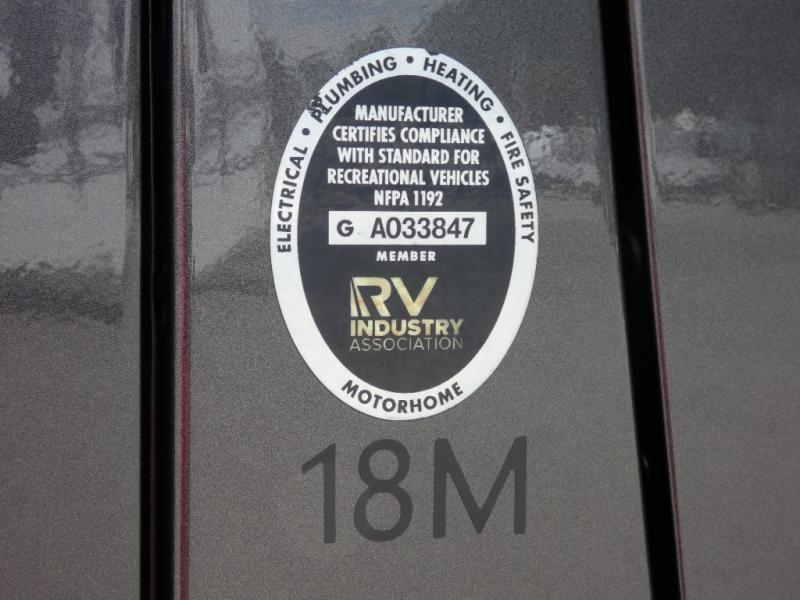 ELECTRICAL • PLUMBING • HEATING • FIRE SAFETY
MANUFACTURER
CERTIFIES COMPLIANCE
WITH STANDARD FOR
RECREATIONAL VEHICLES
NFPA 1192
G A033847
MEMBER
RV
INDUSTRY
ASSOCIATION
MOTORHOME
18M